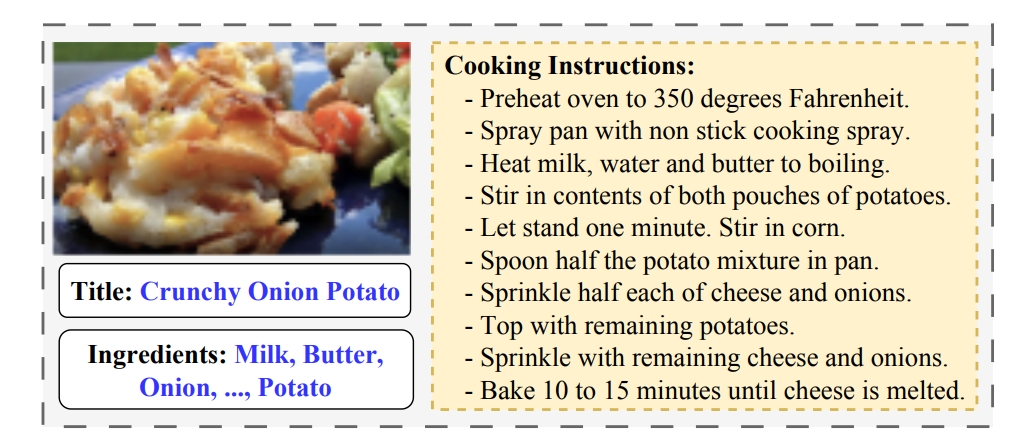 Title: Crunchy Onion Potato
Ingredients: Milk, Butter,
Onion, ..., Potato
Cooking Instructions:
- Preheat oven to 350 degrees Fahrenheit.
- Spray pan with non stick cooking spray.
- Heat milk, water and butter to boiling.
- Stir in contents of both pouches of potatoes.
- Let stand one minute. Stir in corn.
- Spoon half the potato mixture in pan.
- Sprinkle half each of cheese and onions.
- Top with remaining potatoes.
- Sprinkle with remaining cheese and onions.
- Bake 10 to 15 minutes until cheese is melted.